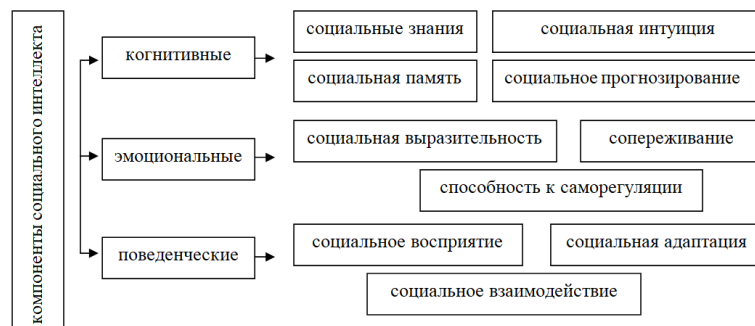 компоненты социального интеллекта
когнитивные
социальные знания
социальная интуиция
социальная память
социальное прогнозирование
эмоциональные
социальная выразительность
сопереживание
способность к саморегуляции
поведенческие
социальное восприятие
социальная адаптация
социальное взаимодействие